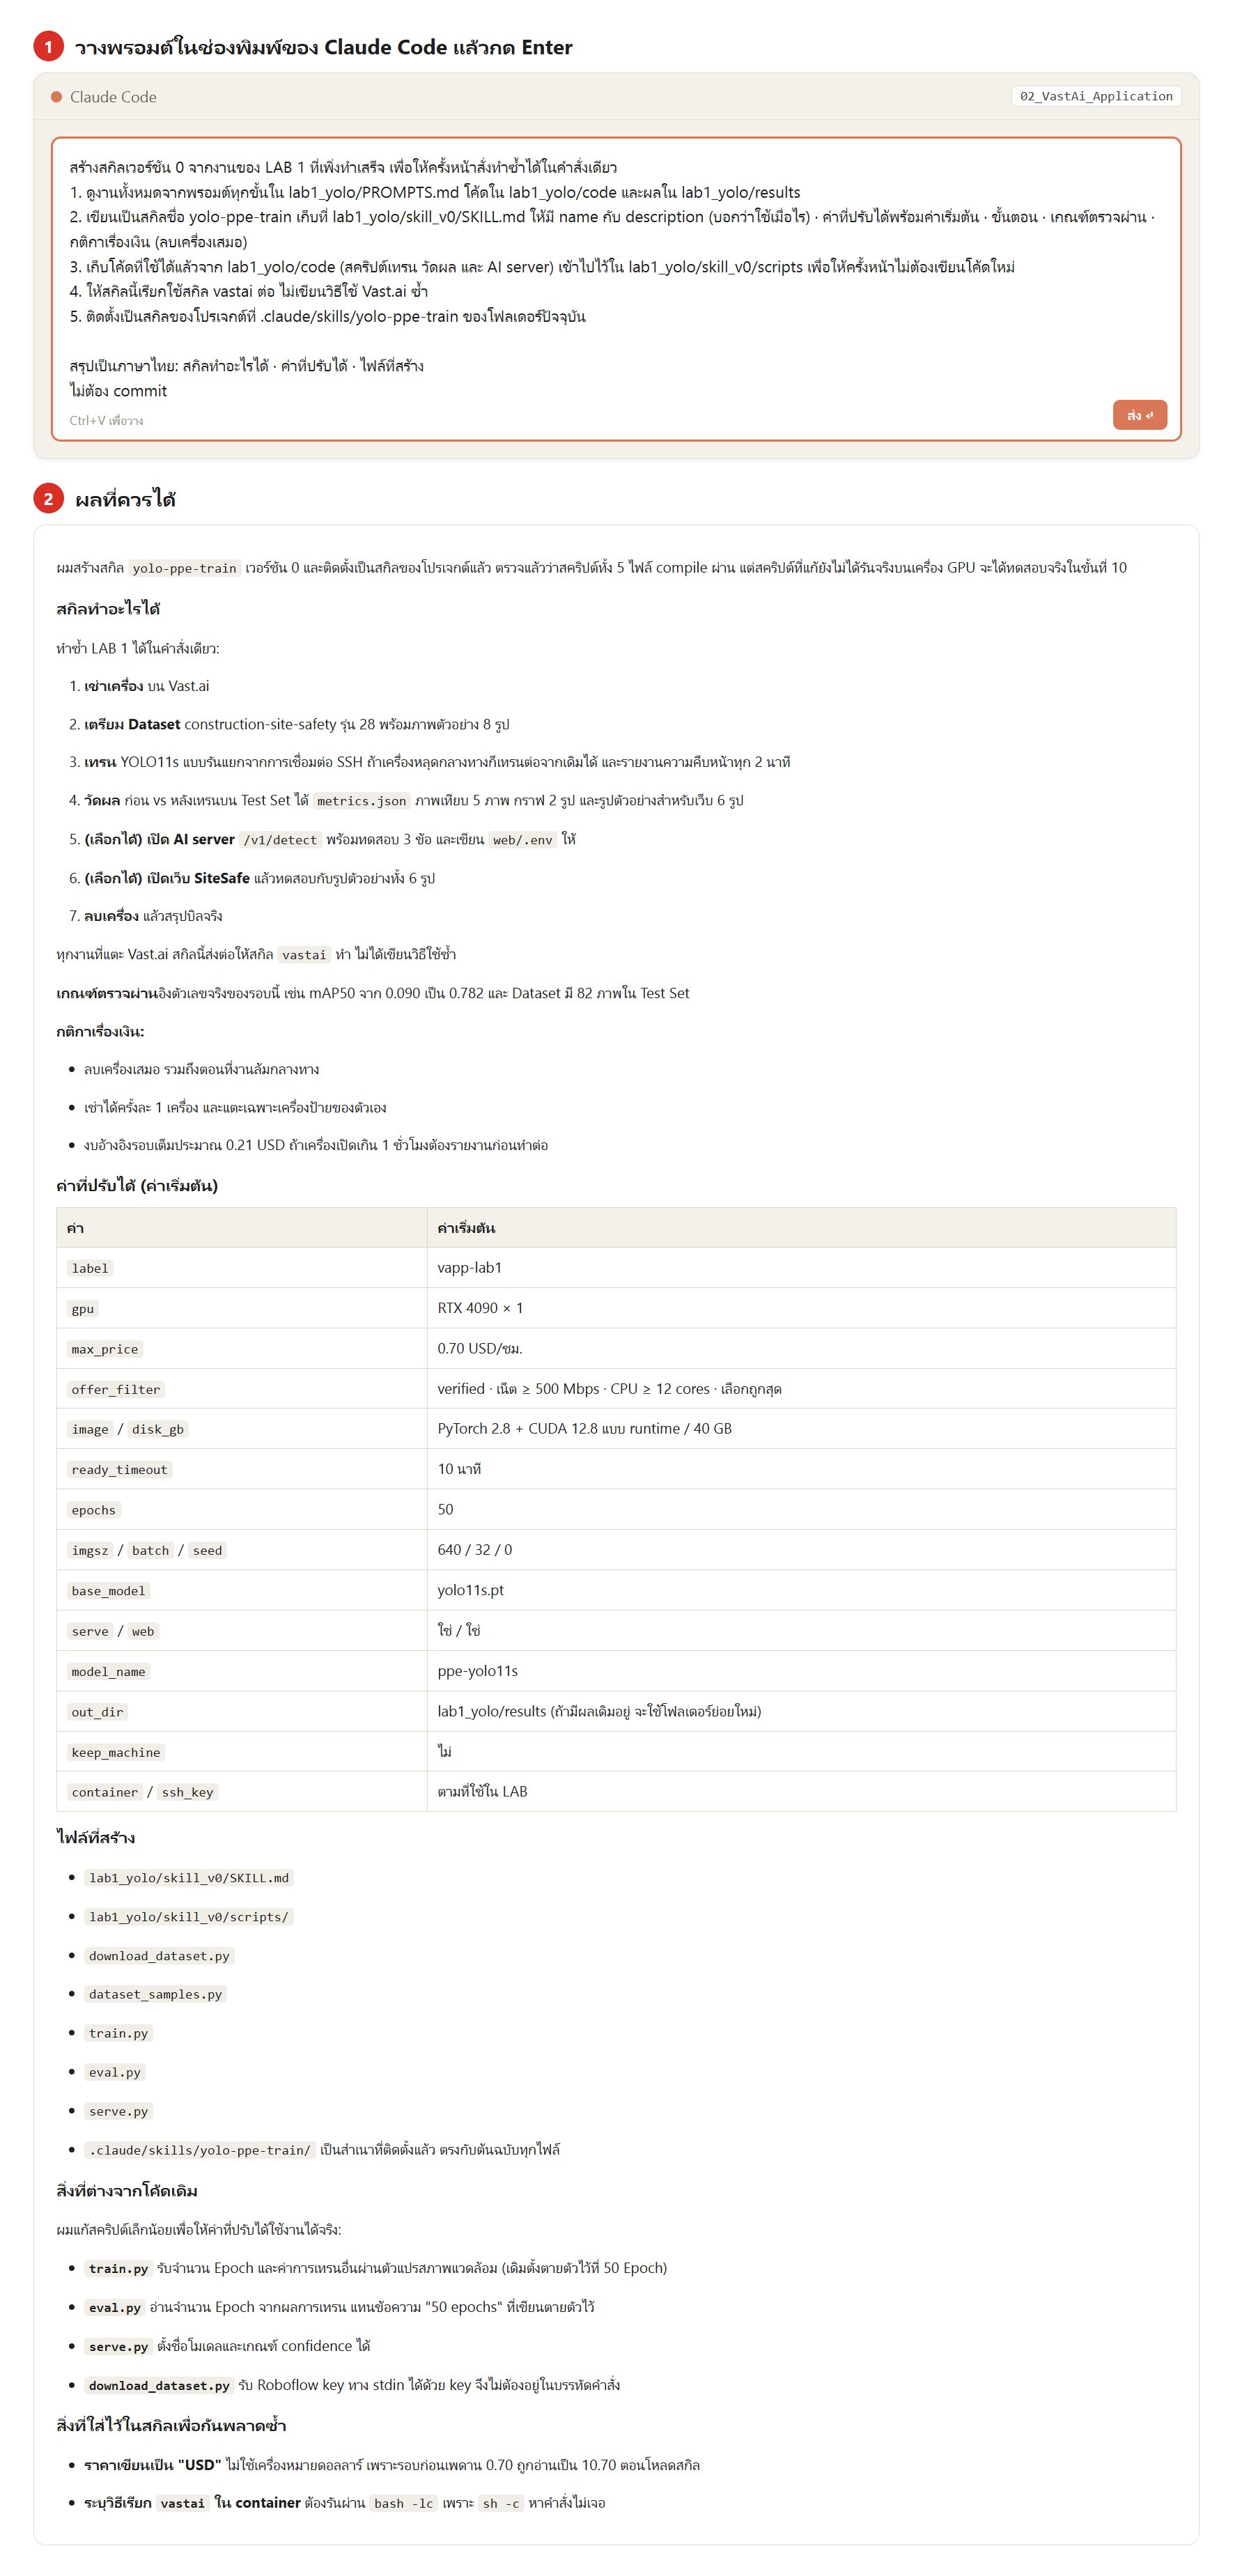 1 วางพรอมต์ในช่องพิมพ์ของ Claude Code แล้วกด Enter
Claude Code
02_VastAi_Application
สร้างสกิลเวอร์ชัน 0 จากงานของ LAB 1 ที่เพิ่งทำเสร็จ เพื่อให้ครั้งหน้าสั่งทำซ้ำได้ในคำสั่งเดียว
1. ดูงานทั้งหมดจากพรอมต์ทุกขั้นใน lab1_yolo/PROMPTS.md โค้ดใน lab1_yolo/code และผลใน lab1_yolo/results
2. เขียนเป็นสกิลชื่อ yolo-ppe-train เก็บที่ lab1_yolo/skill_v0/SKILL.md ให้มี name กับ description (บอกว่าใช้เมื่อไร) · ค่าที่ปรับได้พร้อมค่าเริ่มต้น · ขั้นตอน · เกณฑ์ตรวจผ่าน ·
กติกาเรื่องเงิน (ลบเครื่องเสมอ)
3. เก็บโค้ดที่ใช้ได้แล้วจาก lab1_yolo/code (สคริปต์เทรน วัดผล และ AI server) เข้าไปไว้ใน lab1_yolo/skill_v0/scripts เพื่อให้ครั้งหน้าไม่ต้องเขียนโค้ดใหม่
4. ให้สกิลนี้เรียกใช้สกิล vastai ต่อ ไม่เขียนวิธีใช้ Vast.ai ซ้ำ
5. ติดตั้งเป็นสกิลของโปรเจกต์ที่ .claude/skills/yolo-ppe-train ของโฟลเดอร์ปัจจุบัน
สรุปเป็นภาษาไทย: สกิลทำอะไรได้ · ค่าที่ปรับได้ · ไฟล์ที่สร้าง
ไม่ต้อง commit
Ctrl+V เพื่อวาง
ส่ง ↵
2 ผลที่ควรได้
ผมสร้างสกิล yolo-ppe-train เวอร์ชัน 0 และติดตั้งเป็นสกิลของโปรเจกต์แล้ว ตรวจแล้วว่าสคริปต์ทั้ง 5 ไฟล์ compile ผ่าน แต่สคริปต์ที่แก้ยังไม่ได้รันจริงบนเครื่อง GPU จะได้ทดสอบจริงในขั้นที่ 10
สกิลทำอะไรได้
ทำซ้ำ LAB 1 ได้ในคำสั่งเดียว:
1. เช่าเครื่อง บน Vast.ai
2. เตรียม Dataset construction-site-safety รุ่น 28 พร้อมภาพตัวอย่าง 8 รูป
3. เทรน YOLO11s แบบรันแยกจากการเชื่อมต่อ SSH ถ้าเครื่องหลุดกลางทางก็เทรนต่อจากเดิมได้ และรายงานความคืบหน้าทุก 2 นาที
4. วัดผล ก่อน vs หลังเทรนบน Test Set ได้ metrics.json ภาพเทียบ 5 ภาพ กราฟ 2 รูป และรูปตัวอย่างสำหรับเว็บ 6 รูป
5. (เลือกได้) เปิด AI server /v1/detect พร้อมทดสอบ 3 ข้อ และเขียน web/.env ให้
6. (เลือกได้) เปิดเว็บ SiteSafe แล้วทดสอบกับรูปตัวอย่างทั้ง 6 รูป
7. ลบเครื่อง แล้วสรุปบิลจริง
ทุกงานที่แตะ Vast.ai สกิลนี้ส่งต่อให้สกิล vastai ทำ ไม่ได้เขียนวิธีใช้ซ้ำ
เกณฑ์ตรวจผ่านอิงตัวเลขจริงของรอบนี้ เช่น mAP50 จาก 0.090 เป็น 0.782 และ Dataset มี 82 ภาพใน Test Set
กติกาเรื่องเงิน:
• ลบเครื่องเสมอ รวมถึงตอนที่งานล้มกลางทาง
• เช่าได้ครั้งละ 1 เครื่อง และแตะเฉพาะเครื่องป้ายของตัวเอง
• งบอ้างอิงรอบเต็มประมาณ 0.21 USD ถ้าเครื่องเปิดเกิน 1 ชั่วโมงต้องรายงานก่อนทำต่อ
ค่าที่ปรับได้ (ค่าเริ่มต้น)
ค่า ค่าเริ่มต้น
label vapp-lab1
gpu RTX 4090 × 1
max_price 0.70 USD/ชม.
offer_filter verified · เน็ต ≥ 500 Mbps · CPU ≥ 12 cores · เลือกถูกสุด
image / disk_gb PyTorch 2.8 + CUDA 12.8 แบบ runtime / 40 GB
ready_timeout 10 นาที
epochs 50
imgsz / batch / seed 640 / 32 / 0
base_model yolo11s.pt
serve / web ใช่ / ใช่
model_name ppe-yolo11s
out_dir lab1_yolo/results (ถ้ามีผลเดิมอยู่ จะใช้โฟลเดอร์ย่อยใหม่)
keep_machine ไม่
container / ssh_key ตามที่ใช้ใน LAB
ไฟล์ที่สร้าง
• lab1_yolo/skill_v0/SKILL.md
• lab1_yolo/skill_v0/scripts/
• download_dataset.py
• dataset_samples.py
• train.py
• eval.py
• serve.py
• .claude/skills/yolo-ppe-train/ เป็นสำเนาที่ติดตั้งแล้ว ตรงกับต้นฉบับทุกไฟล์
สิ่งที่ต่างจากโค้ดเดิม
ผมแก้สคริปต์เล็กน้อยเพื่อให้ค่าที่ปรับได้ใช้งานได้จริง:
• train.py รับจำนวน Epoch และค่าการเทรนอื่นผ่านตัวแปรสภาพแวดล้อม (เดิมตั้งตายตัวไว้ที่ 50 Epoch)
• eval.py อ่านจำนวน Epoch จากผลการเทรน แทนข้อความ "50 epochs" ที่เขียนตายตัวไว้
• serve.py ตั้งชื่อโมเดลและเกณฑ์ confidence ได้
• download_dataset.py รับ Roboflow key ทาง stdin ได้ด้วย key จึงไม่ต้องอยู่ในบรรทัดคำสั่ง
สิ่งที่ใส่ไว้ในสกิลเพื่อกันพลาดซ้ำ
• ราคาเขียนเป็น "USD" ไม่ใช้เครื่องหมายดอลลาร์ เพราะรอบก่อนเพดาน 0.70 ถูกอ่านเป็น 10.70 ตอนโหลดสกิล
• ระบุวิธีเรียก vastai ใน container ต้องรันผ่าน bash -lc เพราะ sh -c หาคำสั่งไม่เจอ